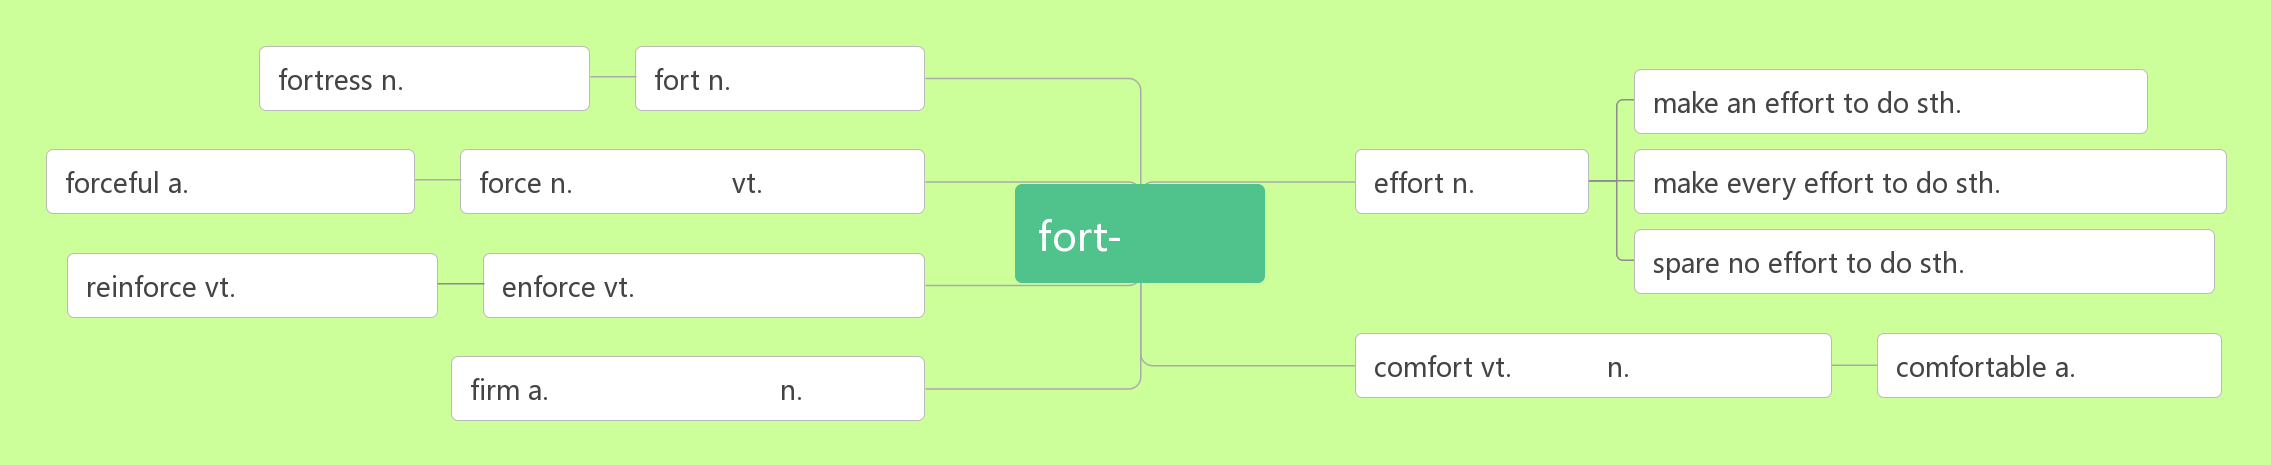 fortress n.
fort n.
forceful a.
force n. vt.
reinforce vt.
enforce vt.
firm a. n.
fort-
effort n.
make an effort to do sth.
make every effort to do sth.
spare no effort to do sth.
comfort vt. n.
comfortable a.